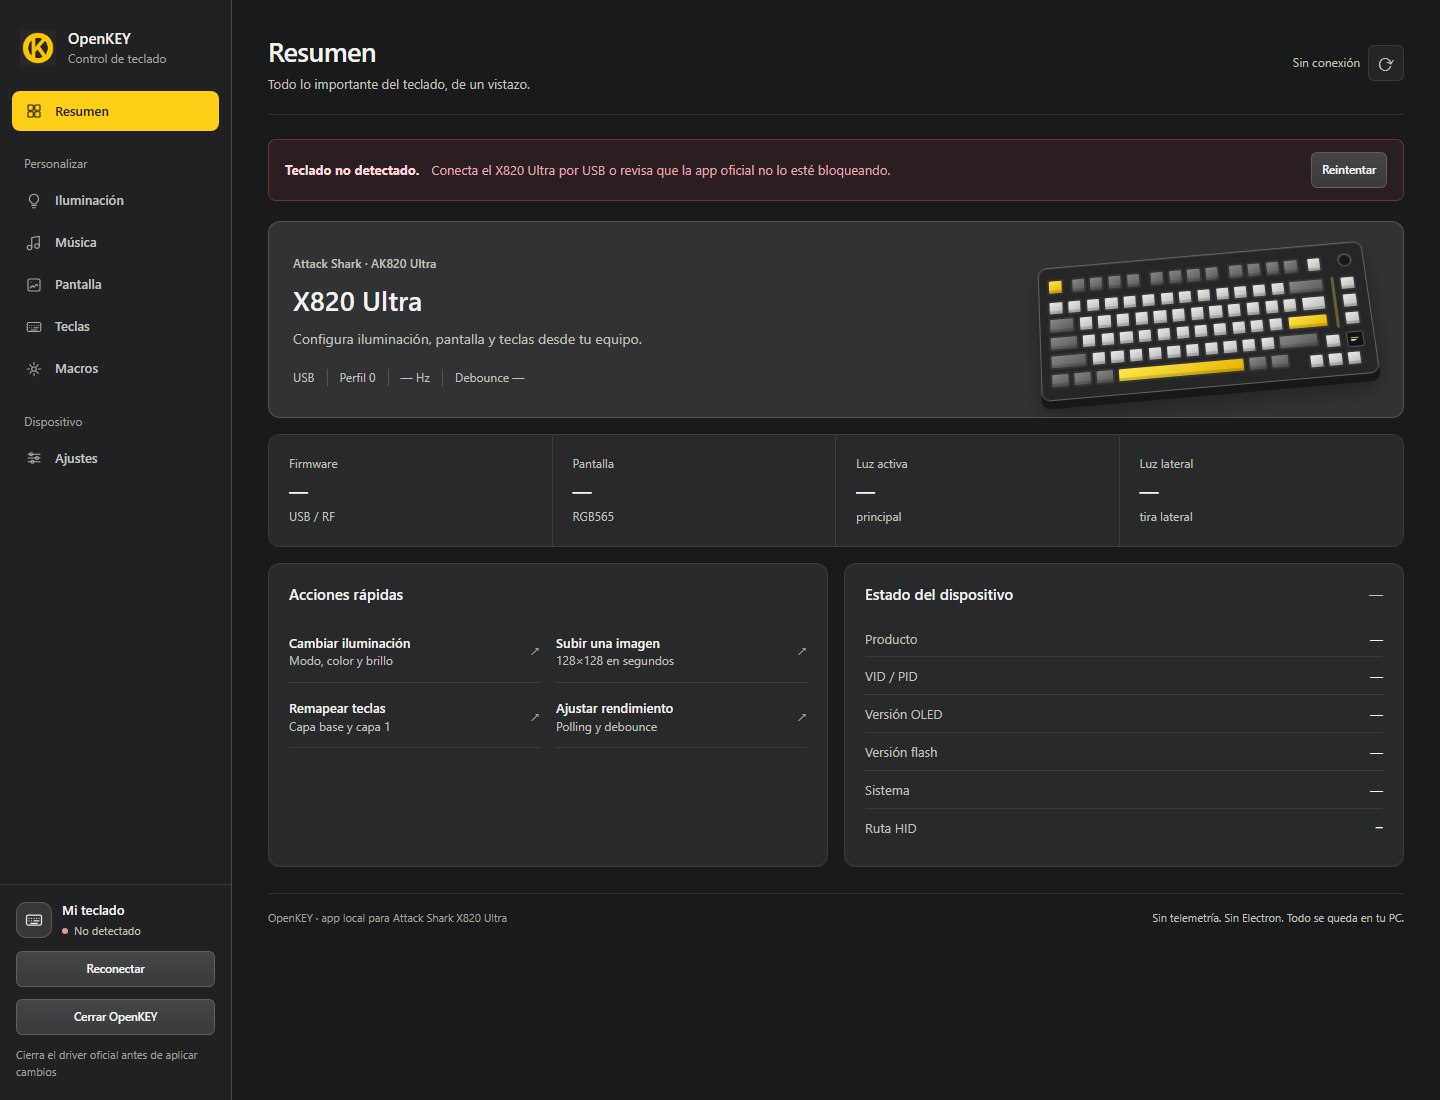 OpenKEY
Control de teclado
Resumen
Personalizar
Iluminación
Música
Pantalla
Teclas
Macros
Dispositivo
Ajustes
Mi teclado
No detectado
Reconectar
Cerrar OpenKEY
Cierra el driver oficial antes de aplicar
cambios
Resumen
Todo lo importante del teclado, de un vistazo.
Sin conexión
Teclado no detectado. Conecta el X820 Ultra por USB o revisa que la app oficial no lo esté bloqueando.
Reintentar
Attack Shark · AK820 Ultra
X820 Ultra
Configura iluminación, pantalla y teclas desde tu equipo.
USB Perfil 0 — Hz Debounce —
Firmware
—
USB / RF
Pantalla
—
RGB565
Luz activa
—
principal
Luz lateral
—
tira lateral
Acciones rápidas
Cambiar iluminación
Modo, color y brillo
↗
Subir una imagen
128×128 en segundos
↗
Remapear teclas
Capa base y capa 1
↗
Ajustar rendimiento
Polling y debounce
↗
Estado del dispositivo —
Producto —
VID / PID —
Versión OLED —
Versión flash —
Sistema —
Ruta HID –
OpenKEY · app local para Attack Shark X820 Ultra
Sin telemetría. Sin Electron. Todo se queda en tu PC.